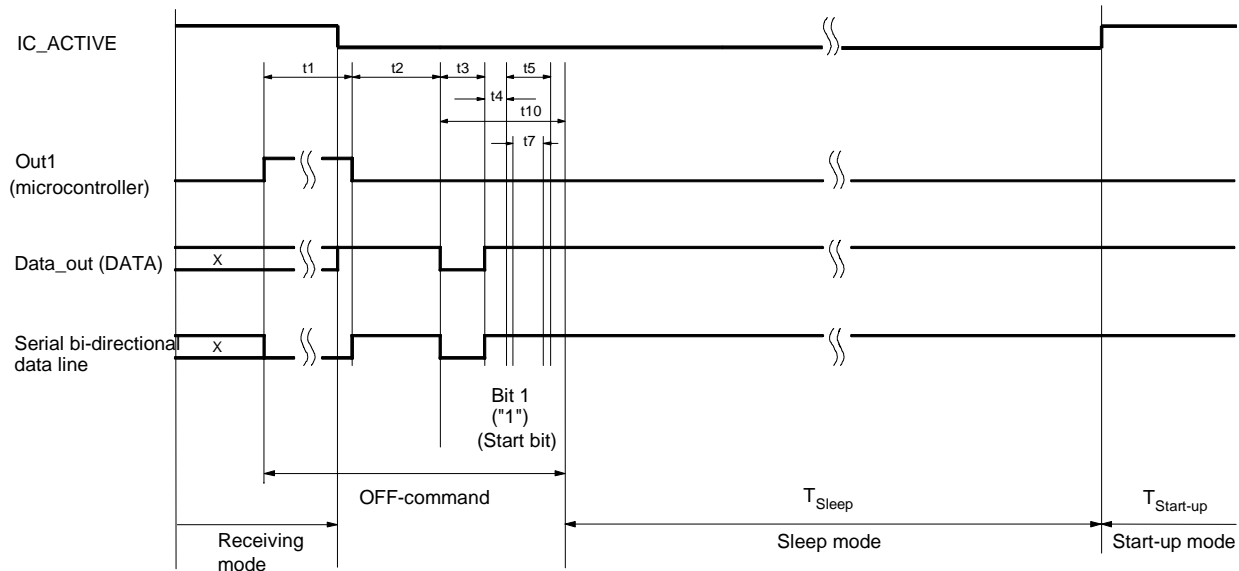 IC_ACTIVE
t1
t2
t3
t5
t4
t10
t7
Out1
(microcontroller)
Data_out (DATA)
X
Serial bi-directional
data line
X
Bit 1
("1")
(Start bit)
OFF-command
TSleep
TStart-up
Receiving
mode
Sleep mode
Start-up mode